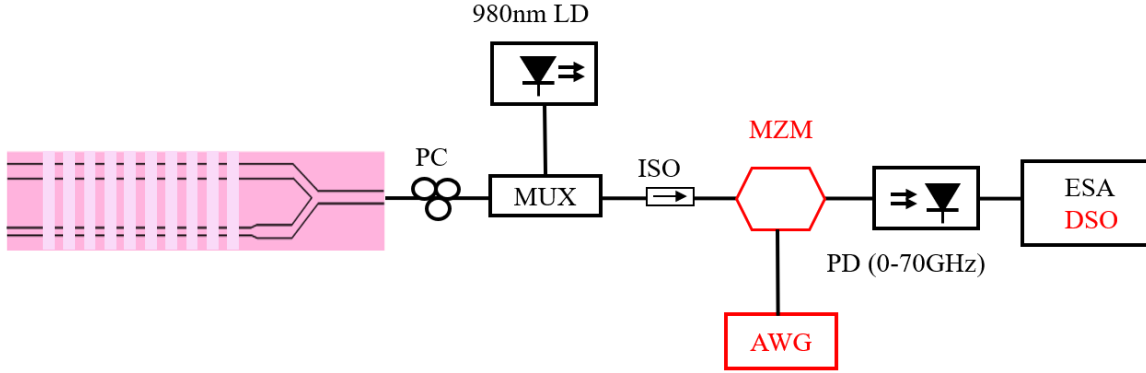 980nm LD
MZM
PC
ISO
MUX
ESA
DSO
PD (0-70GHz)
AWG